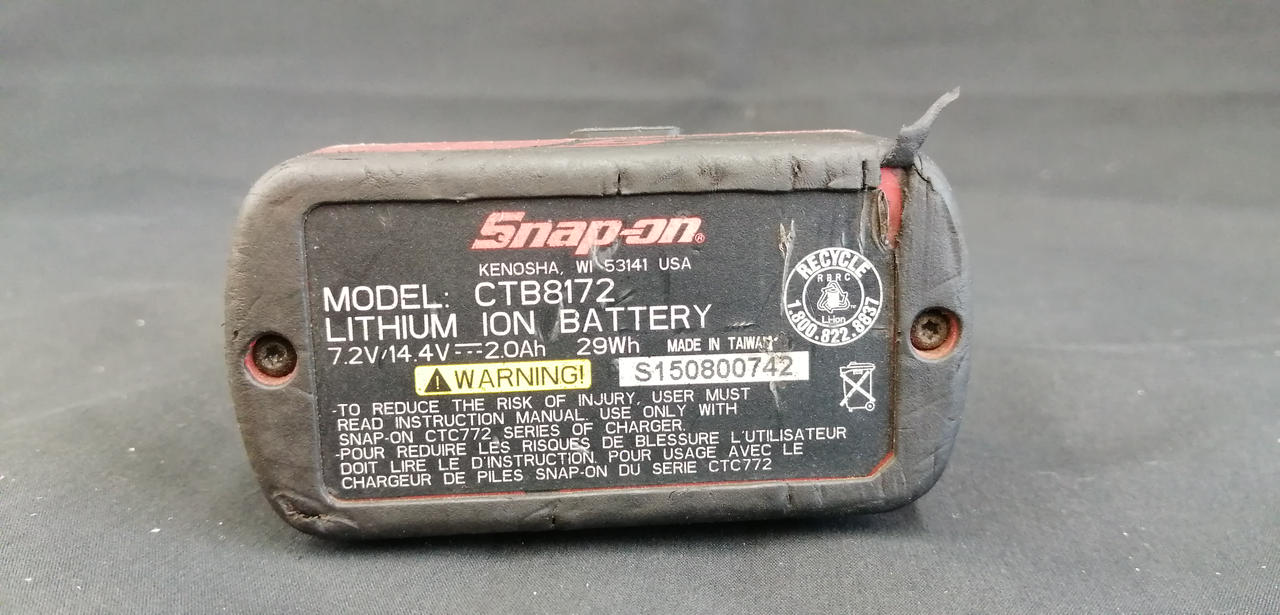 Snap-on®
KENOSHA, WI 53141 USA
MODEL: CTB8172
LITHIUM ION BATTERY
7.2V/14.4V⎓2.0Ah 29Wh MADE IN TAIWAN
WARNING! S150800742
-TO REDUCE THE RISK OF INJURY, USER MUST
READ INSTRUCTION MANUAL. USE ONLY WITH
SNAP-ON CTC772 SERIES OF CHARGER.
-POUR REDUIRE LES RISQUES DE BLESSURE L'UTILISATEUR
DOIT LIRE LE D'INSTRUCTION. POUR USAGE AVEC LE
CHARGEUR DE PILES SNAP-ON DU SERIE CTC772
RECYCLE
RBRC
Li-ion
1.800.822.8837